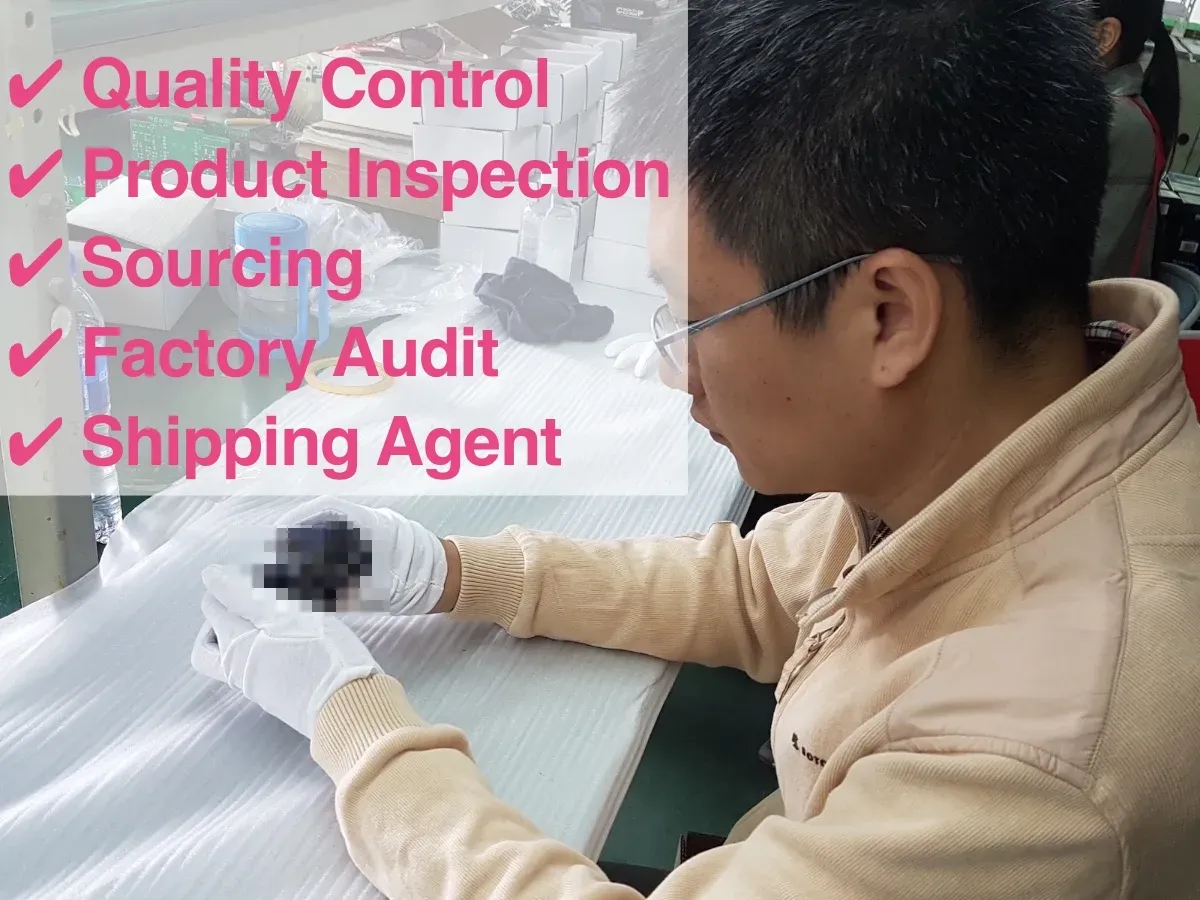 ✔ Quality Control
✔ Product Inspection
✔ Sourcing
✔ Factory Audit
✔ Shipping Agent